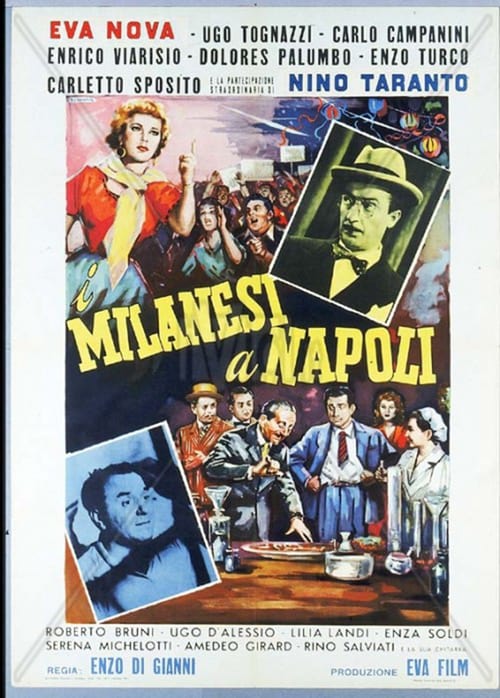 EVA NOVA - UGO TOGNAZZI - CARLO CAMPANINI
ENRICO VIARISIO - DOLORES PALUMBO - ENZO TURCO
CARLETTO SPOSITO E LA PARTECIPAZIONE STRAORDINARIA DI NINO TARANTO
i
MILANESI
a NAPOLI
ROBERTO BRUNI - UGO D'ALESSIO - LILIA LANDI - ENZA SOLDI
SERENA MICHELOTTI - AMEDEO GIRARD - RINO SALVIATI E LA SUA CHITARRA
REGIA: ENZO DI GIANNI PRODUZIONE EVA FILM